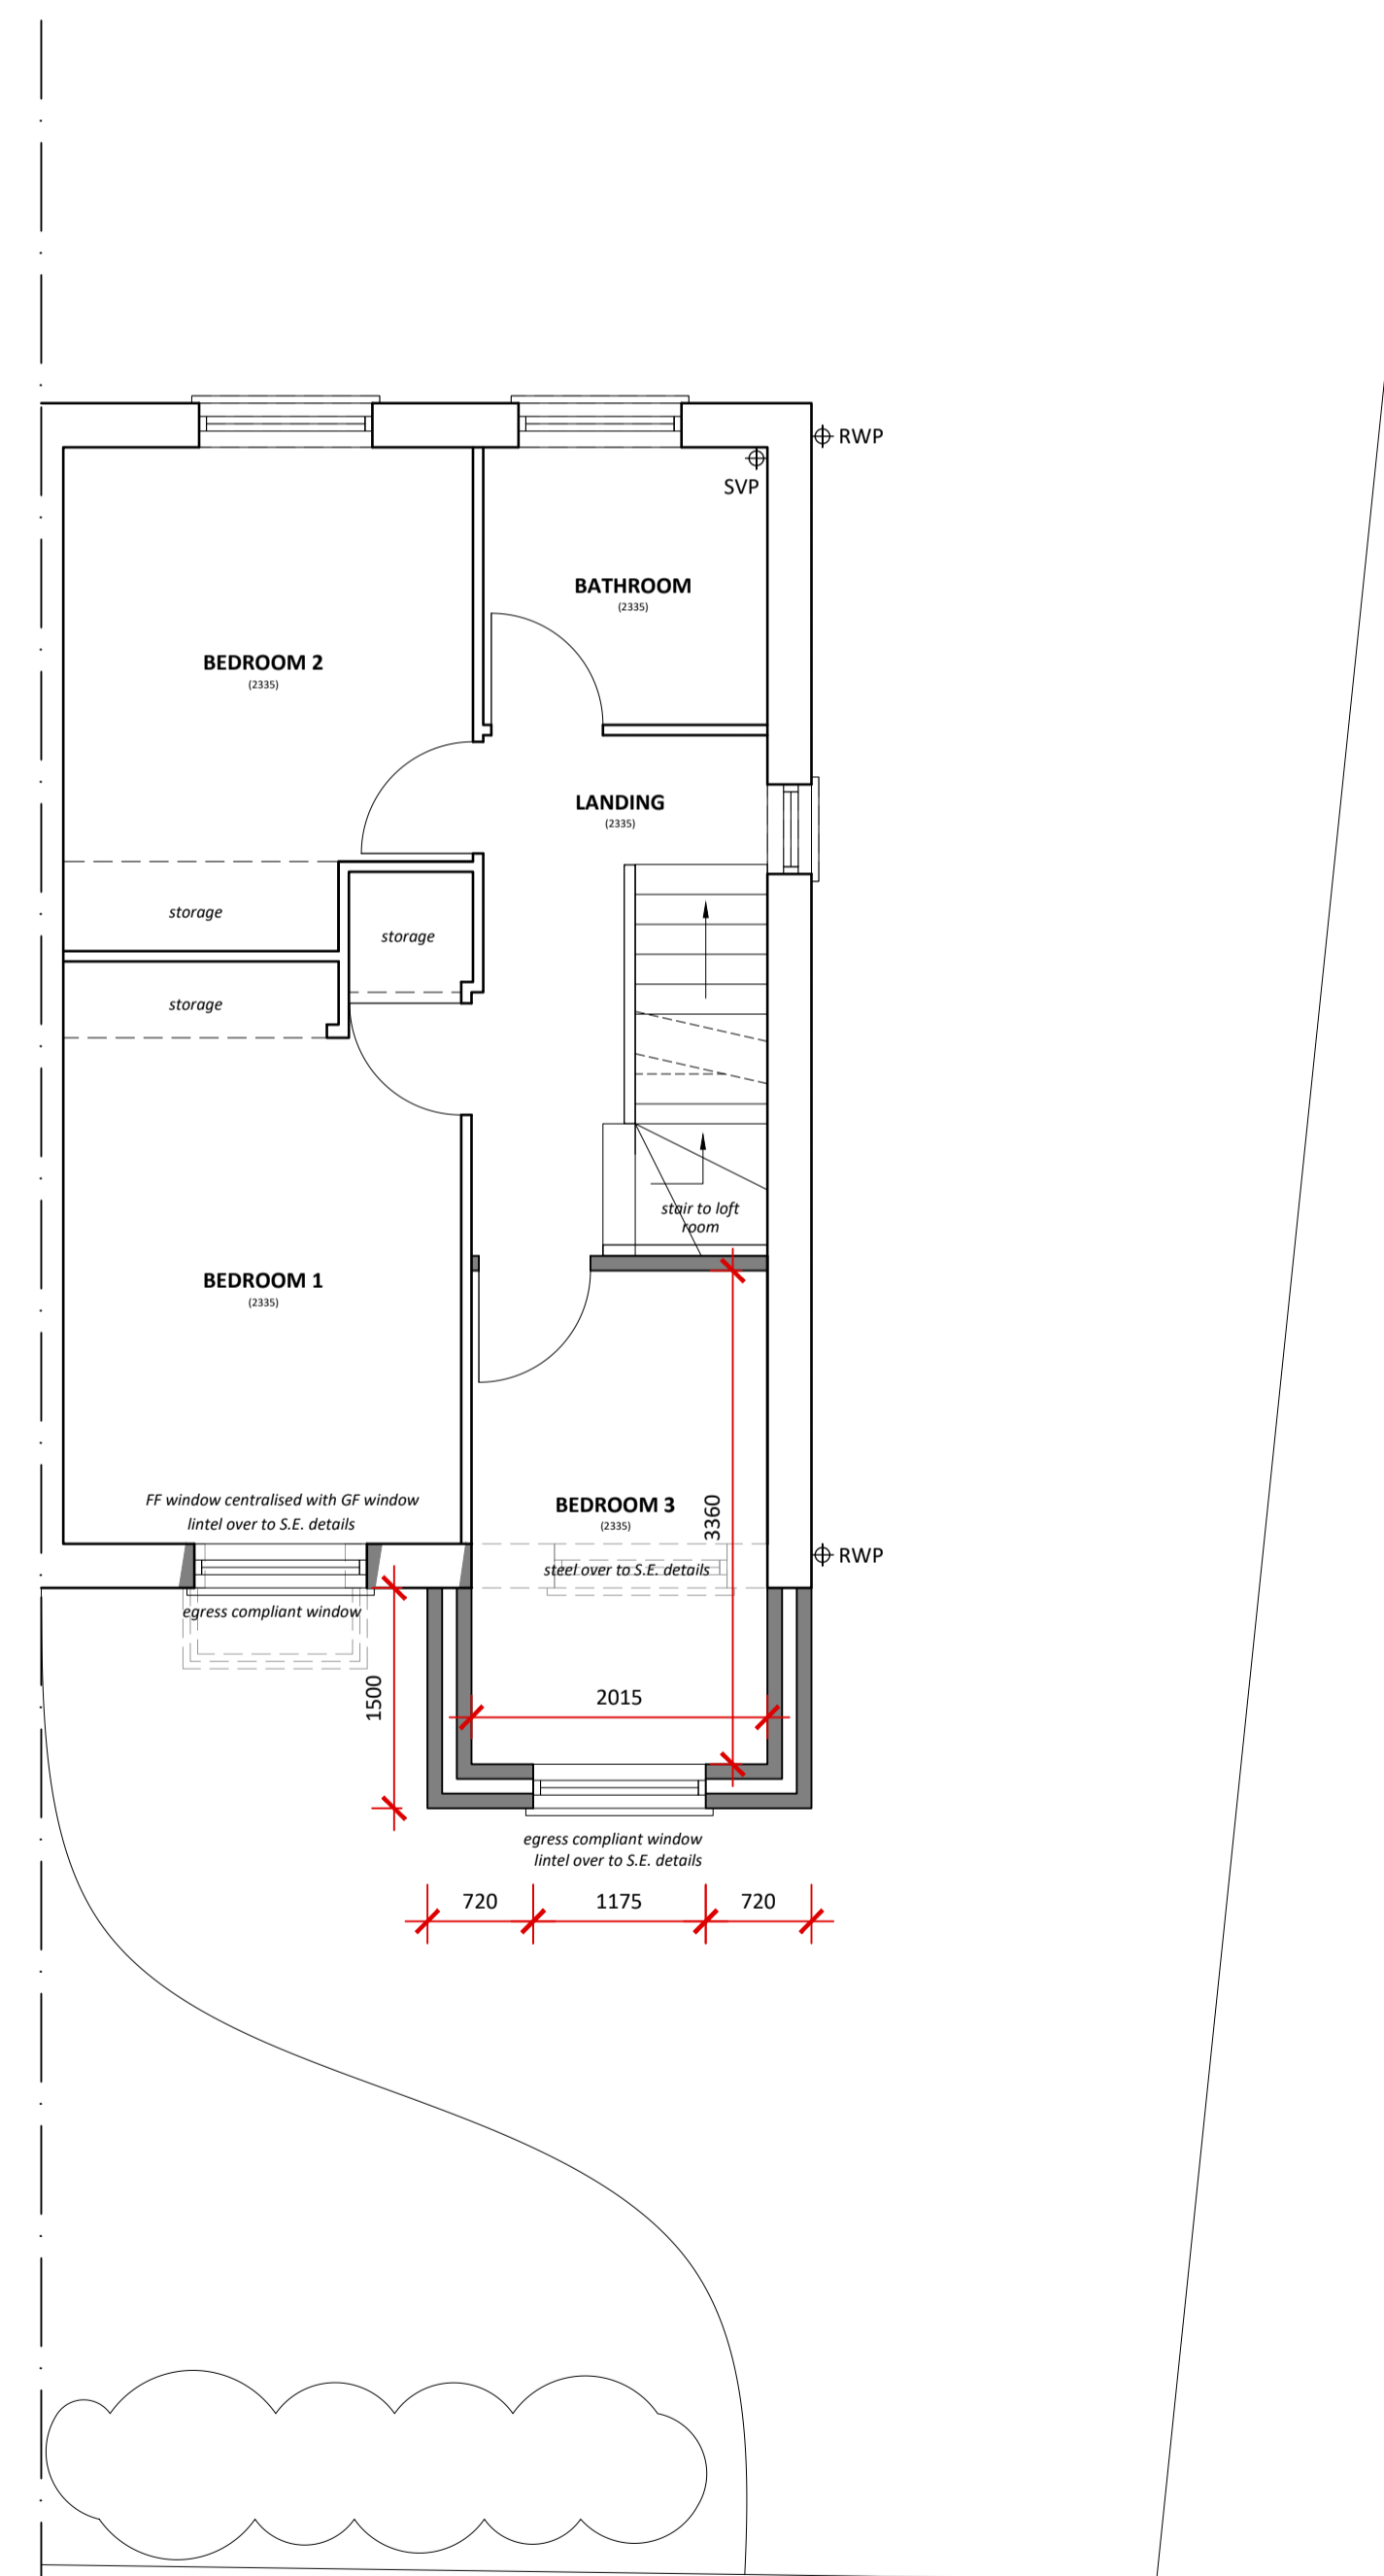 RWP
SVP
BATHROOM
(2335)
BEDROOM 2
(2335)
LANDING
(2335)
storage
storage
storage
stair to loft
room
BEDROOM 1
(2335)
FF window centralised with GF window
lintel over to S.E. details
BEDROOM 3
(2335)
3360
RWP
steel over to S.E. details
egress compliant window
1500
2015
egress compliant window
lintel over to S.E. details
720
1175
720